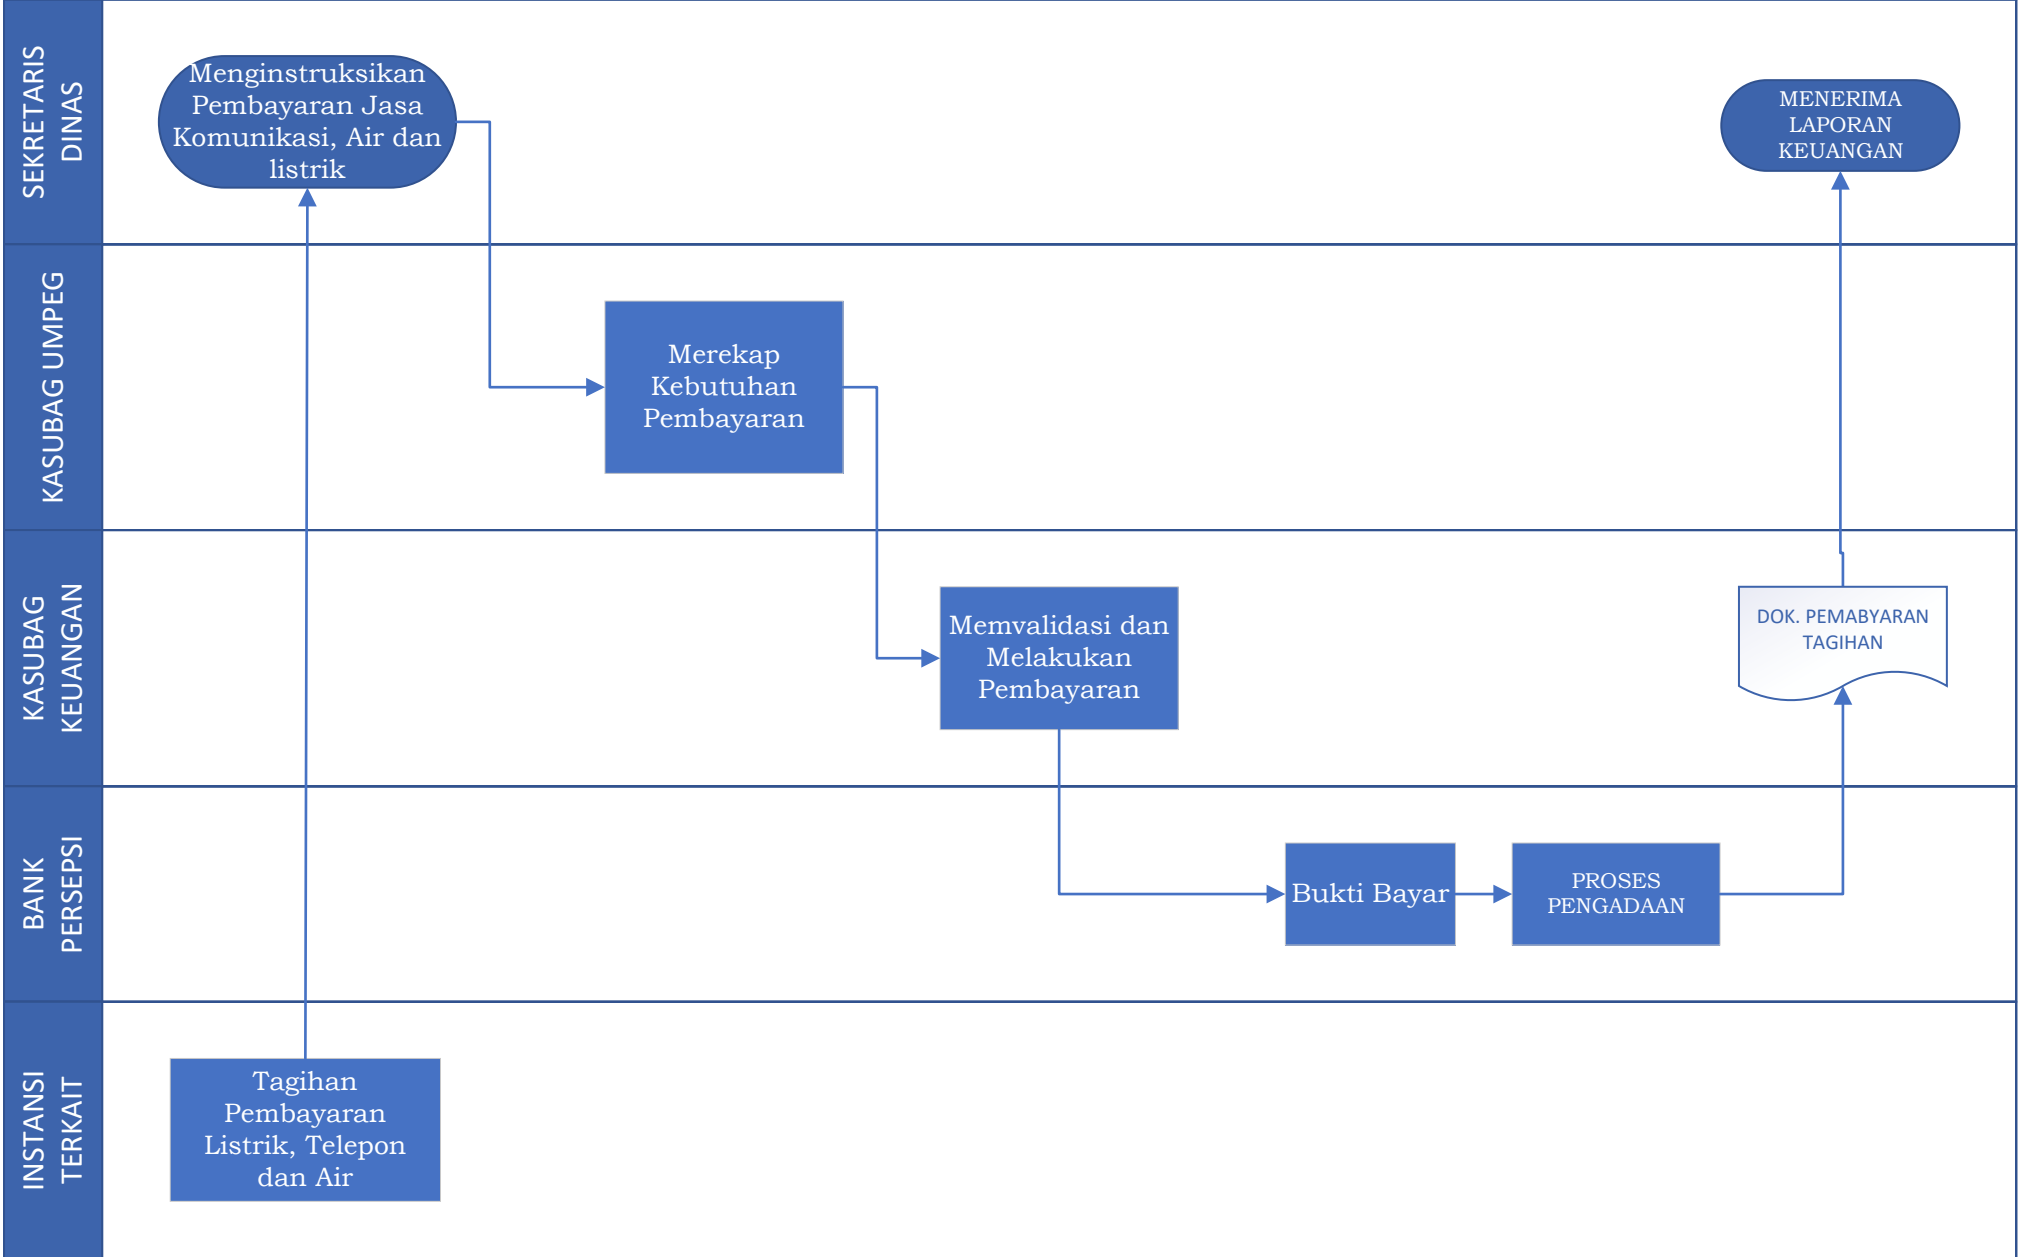 SEKRETARIS
DINAS
Menginstruksikan
Pembayaran Jasa
Komunikasi, Air dan
listrik
MENERIMA
LAPORAN
KEUANGAN
KASUBAG UMPEG
Merekap
Kebutuhan
Pembayaran
KASUBAG
KEUANGAN
Memvalidasi dan
Melakukan
Pembayaran
DOK. PEMABYARAN
TAGIHAN
BANK
PERSEPSI
Bukti Bayar
PROSES
PENGADAAN
INSTANSI
TERKAIT
Tagihan
Pembayaran
Listrik, Telepon
dan Air